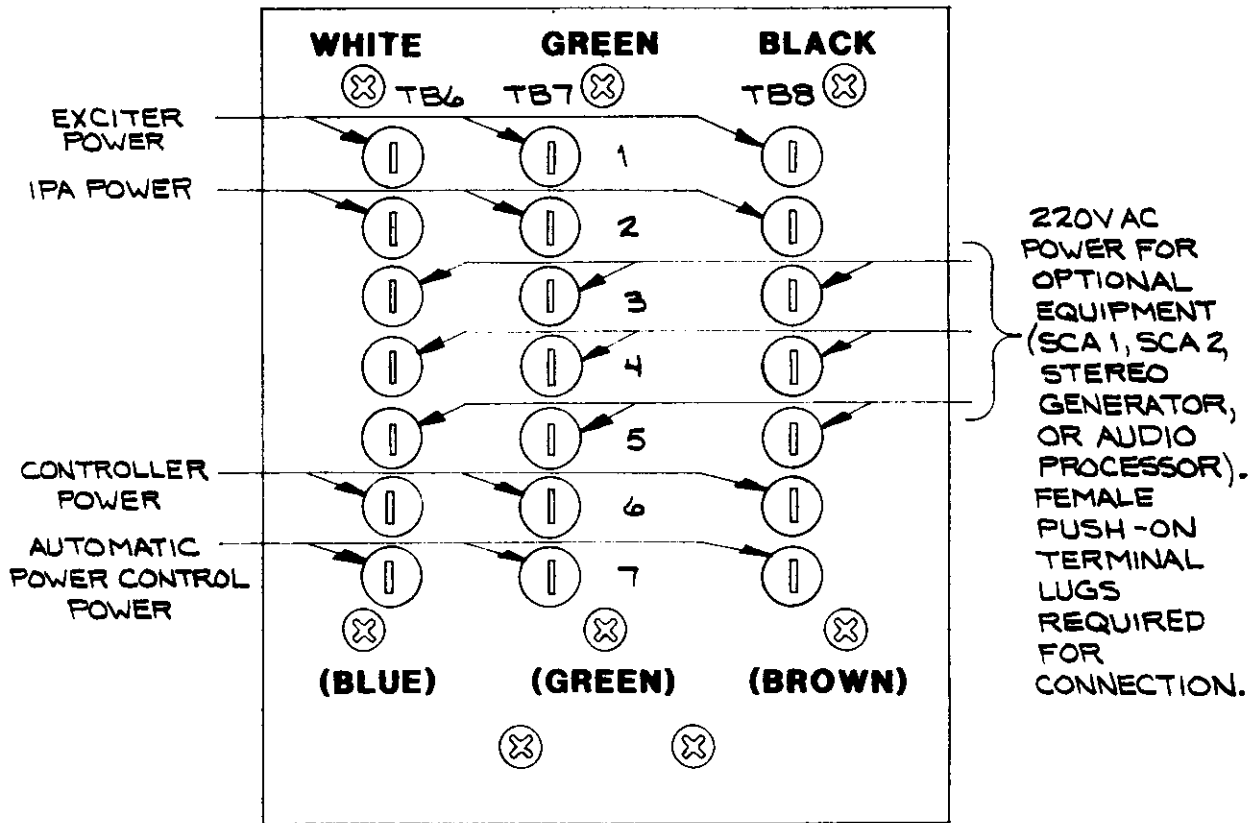 WHITE GREEN BLACK
TB6 TB7 TB8
EXCITER
POWER
1
IPA POWER
2
3
4
5
CONTROLLER
POWER
6
AUTOMATIC
POWER CONTROL
POWER
7
(BLUE) (GREEN) (BROWN)
220VAC
POWER FOR
OPTIONAL
EQUIPMENT
(SCA 1, SCA 2,
STEREO
GENERATOR,
OR AUDIO
PROCESSOR).
FEMALE
PUSH-ON
TERMINAL
LUGS
REQUIRED
FOR
CONNECTION.